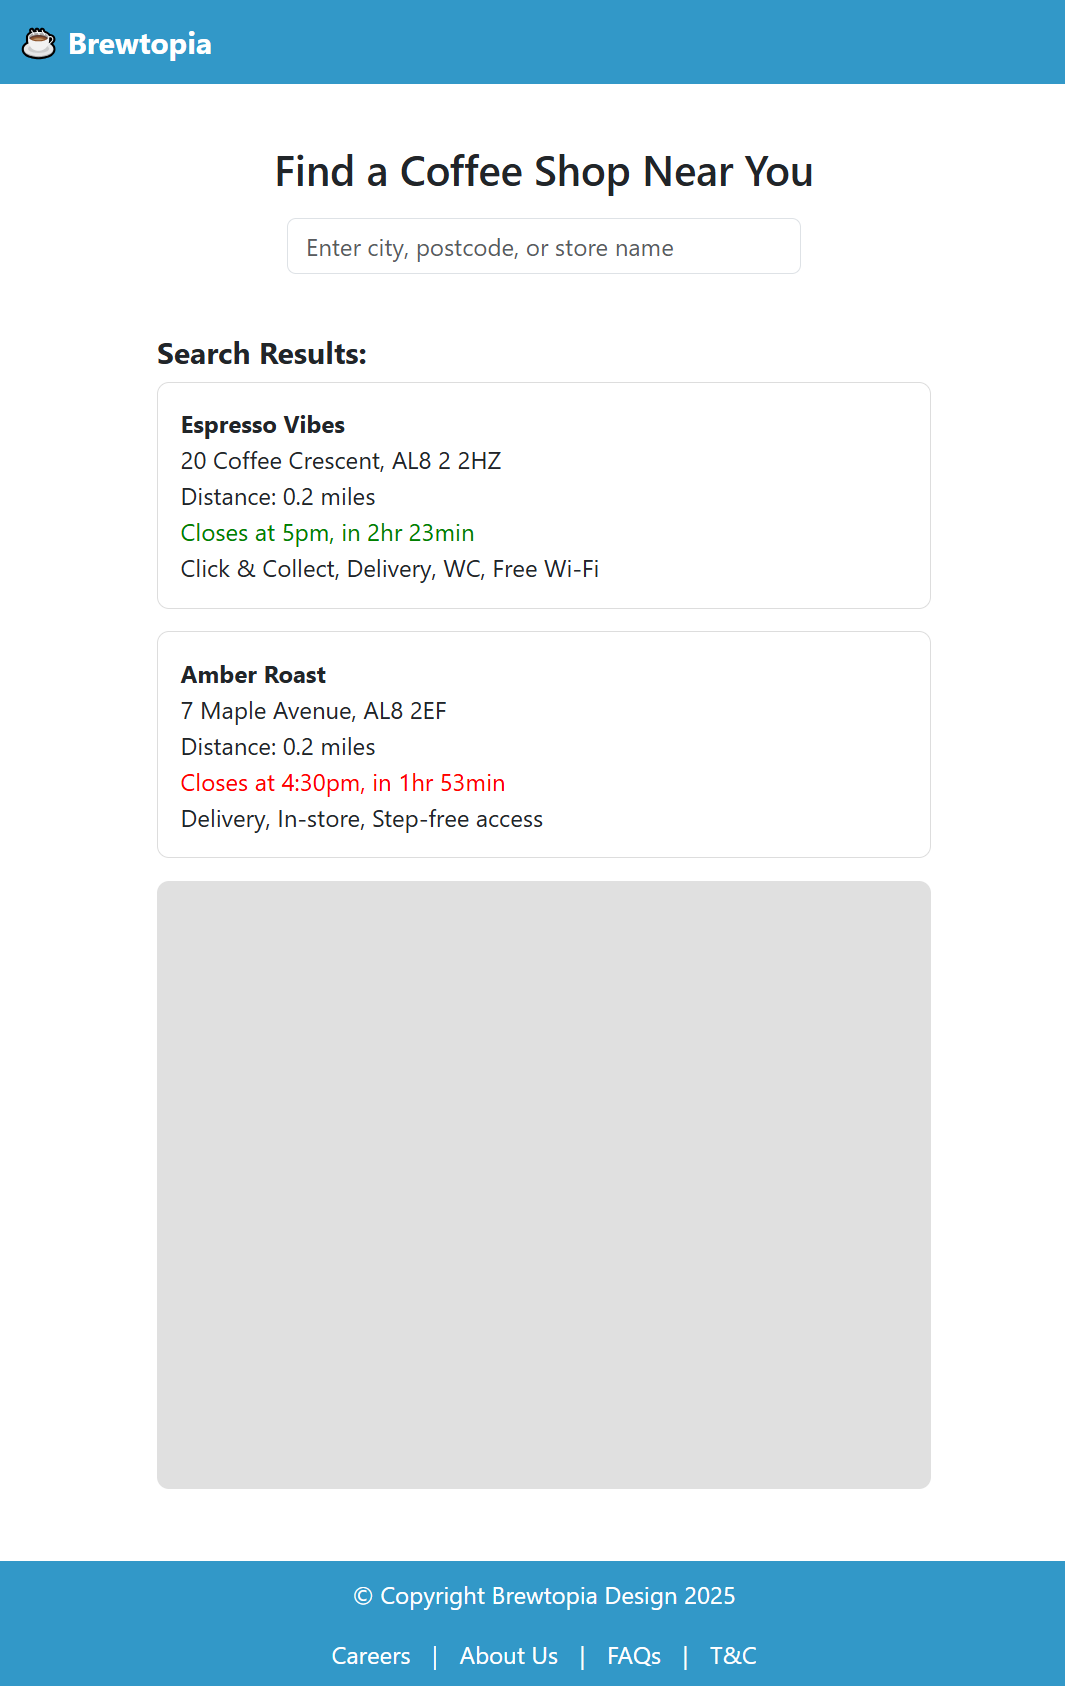 Brewtopia
Find a Coffee Shop Near You
Enter city, postcode, or store name
Search Results:
Espresso Vibes
20 Coffee Crescent, AL8 2 2HZ
Distance: 0.2 miles
Closes at 5pm, in 2hr 23min
Click & Collect, Delivery, WC, Free Wi-Fi
Amber Roast
7 Maple Avenue, AL8 2EF
Distance: 0.2 miles
Closes at 4:30pm, in 1hr 53min
Delivery, In-store, Step-free access
© Copyright Brewtopia Design 2025
Careers | About Us | FAQs | T&C